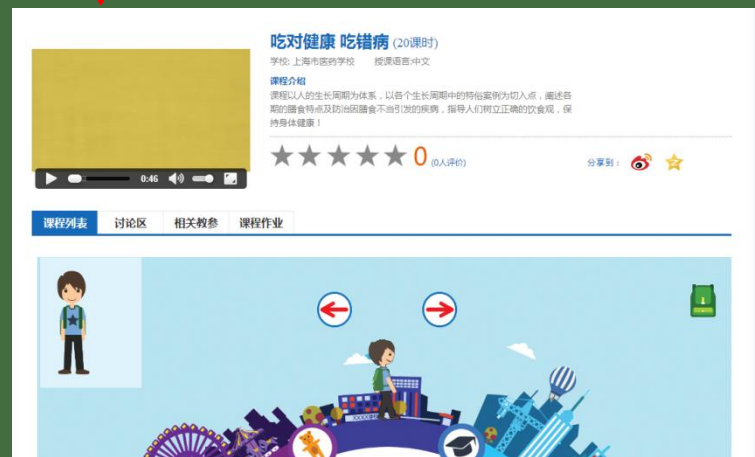 吃对健康 吃错病 (20课时)
学校: 上海市医药学校 授课语言:中文
课程介绍
课程以人的生长周期为体系，以各个生长周期中的特俗案例为切入点，阐述各
期的膳食特点及防治因膳食不当引发的疾病，指导人们树立正确的饮食观，保
持身体健康！
0 (0人评价)
分享到：
0:46
课程列表 讨论区 相关教参 课程作业